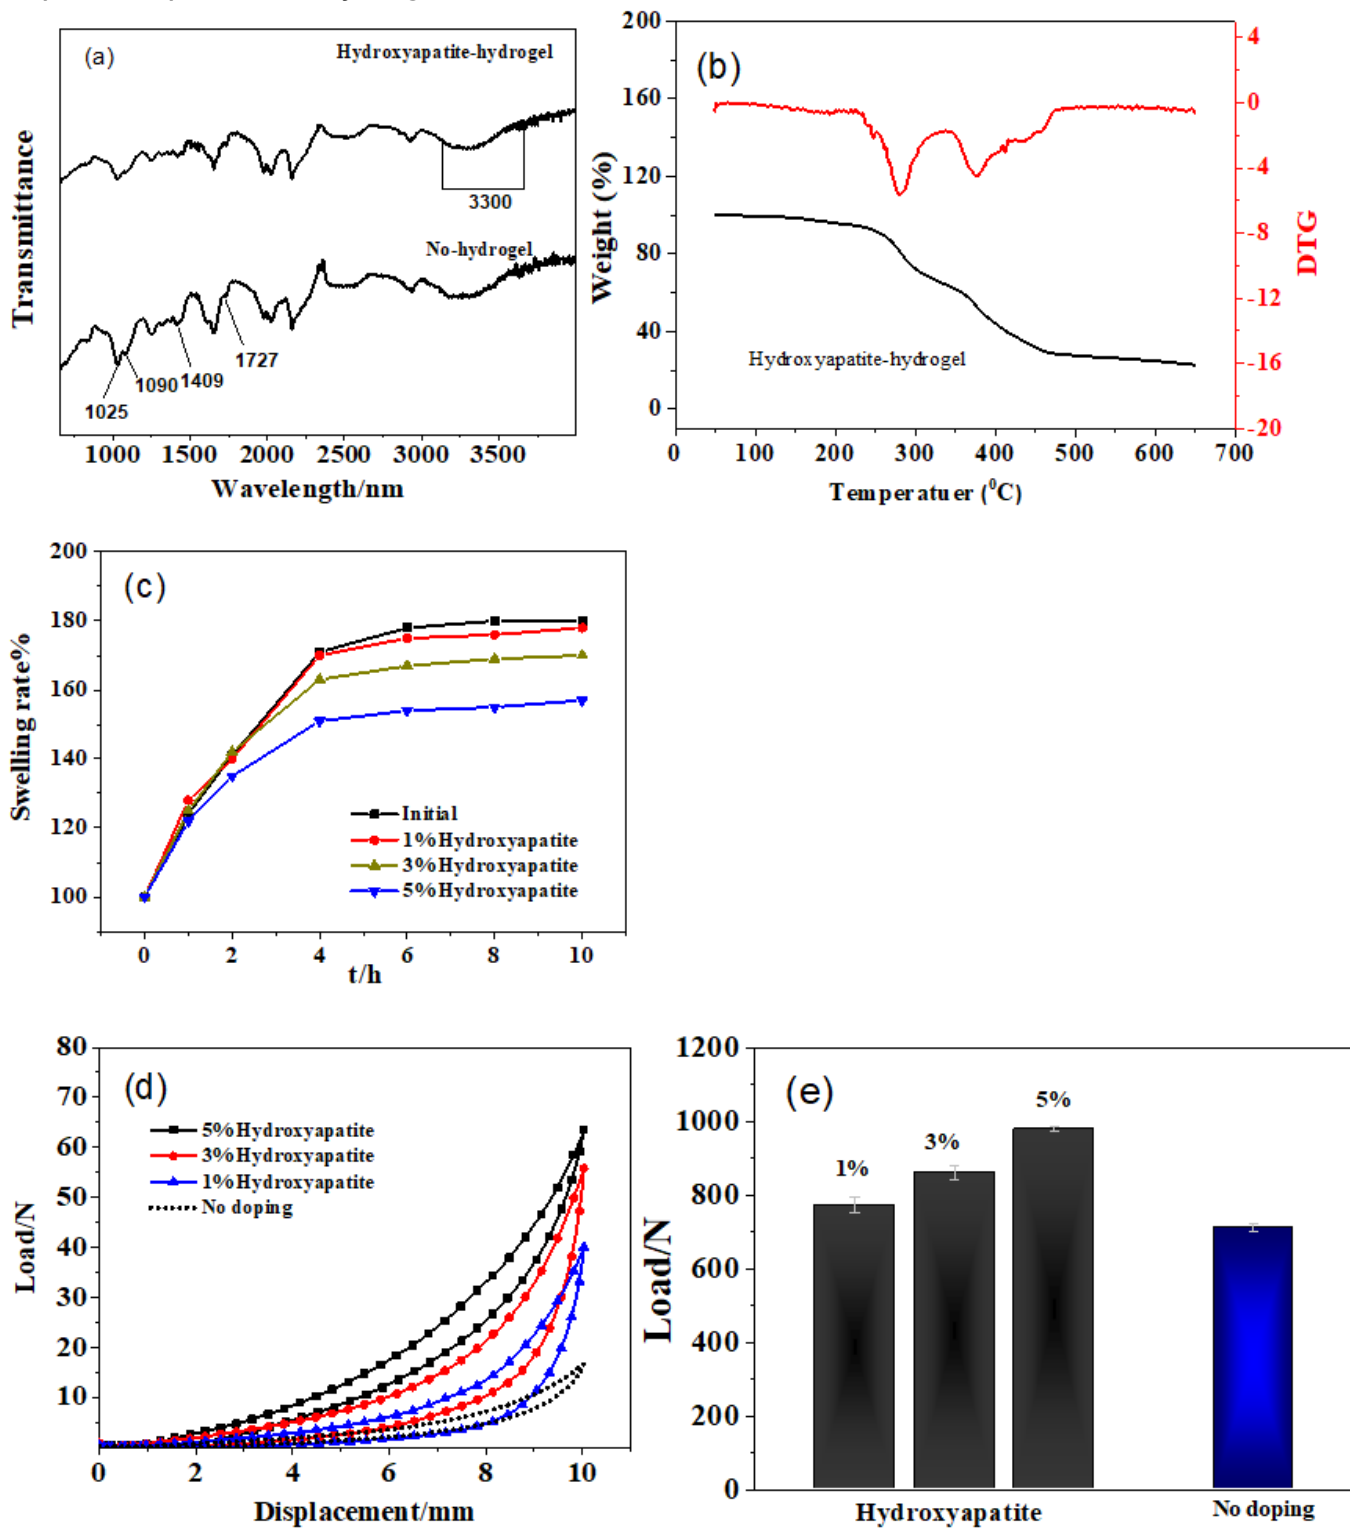 (a)
Hydroxyapatite-hydrogel
3300
No-hydrogel
1727
1409
1090
1025
Transmittance
1000 1500 2000 2500 3000 3500
Wavelength/nm
(b)
200
160
120
80
40
0
Weight (%)
4
0
-4
-8
-12
-16
-20
DTG
Hydroxyapatite-hydrogel
0 100 200 300 400 500 600 700
Temperatuer (⁰C)
(c)
200
180
160
140
120
100
Swelling rate%
Initial
1%Hydroxyapatite
3%Hydroxyapatite
5%Hydroxyapatite
0 2 4 6 8 10
t/h
(d)
80
70
60
50
40
30
20
10
Load/N
5%Hydroxyapatite
3%Hydroxyapatite
1%Hydroxyapatite
No doping
0 2 4 6 8 10
Displacement/mm
(e)
1200
1000
800
600
400
200
0
Load/N
1%
3%
5%
Hydroxyapatite
No doping